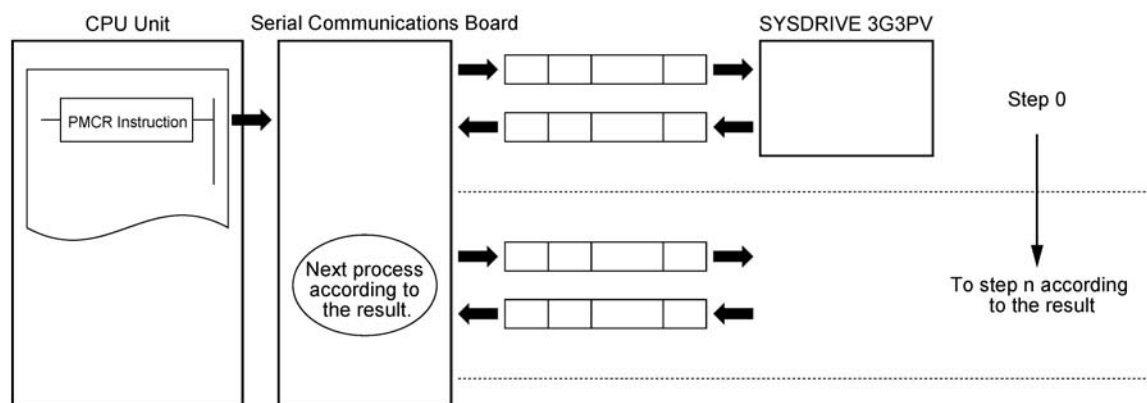 CPU Unit
Serial Communications Board
SYSDRIVE 3G3PV
PMCR Instruction
Step 0
Next process
according to
the result.
To step n according
to the result